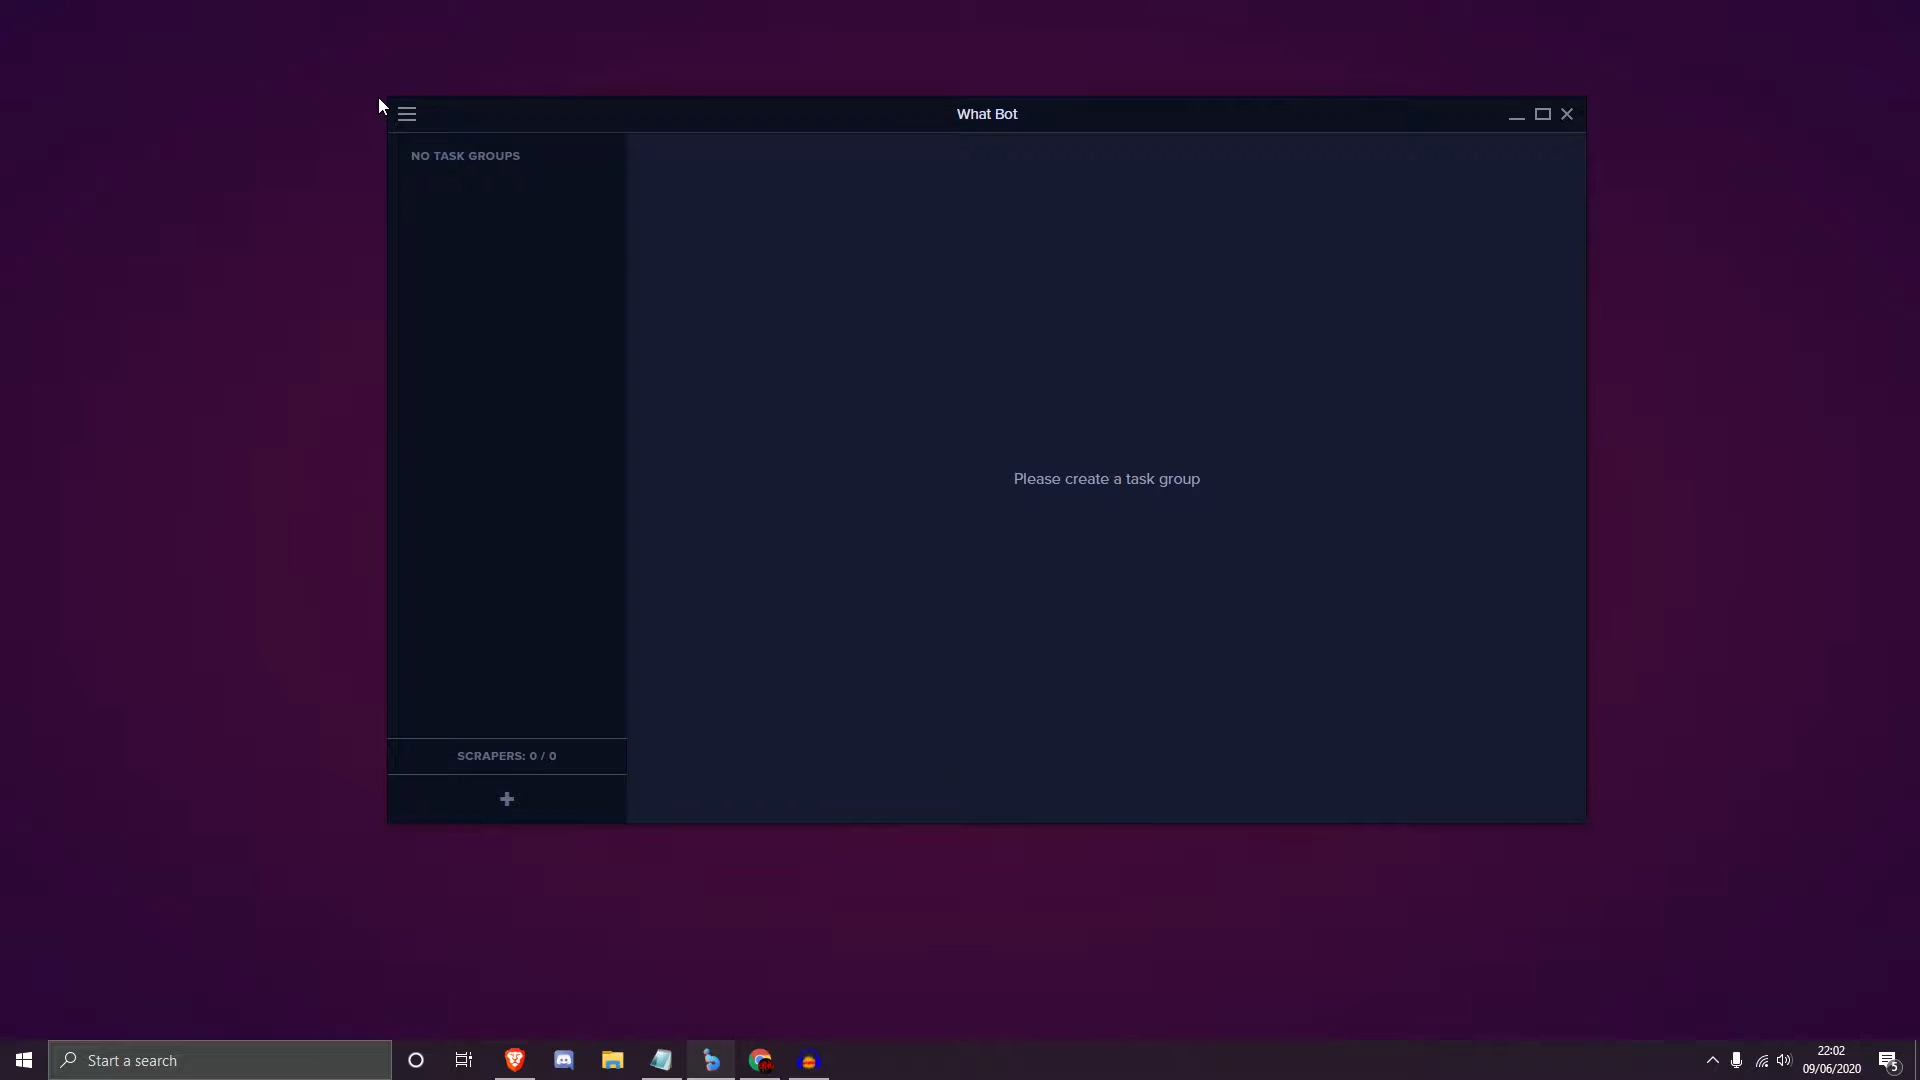 What Bot
NO TASK GROUPS
Please create a task group
SCRAPERS: 0 / 0
Start a search
22:02
09/06/2020
5